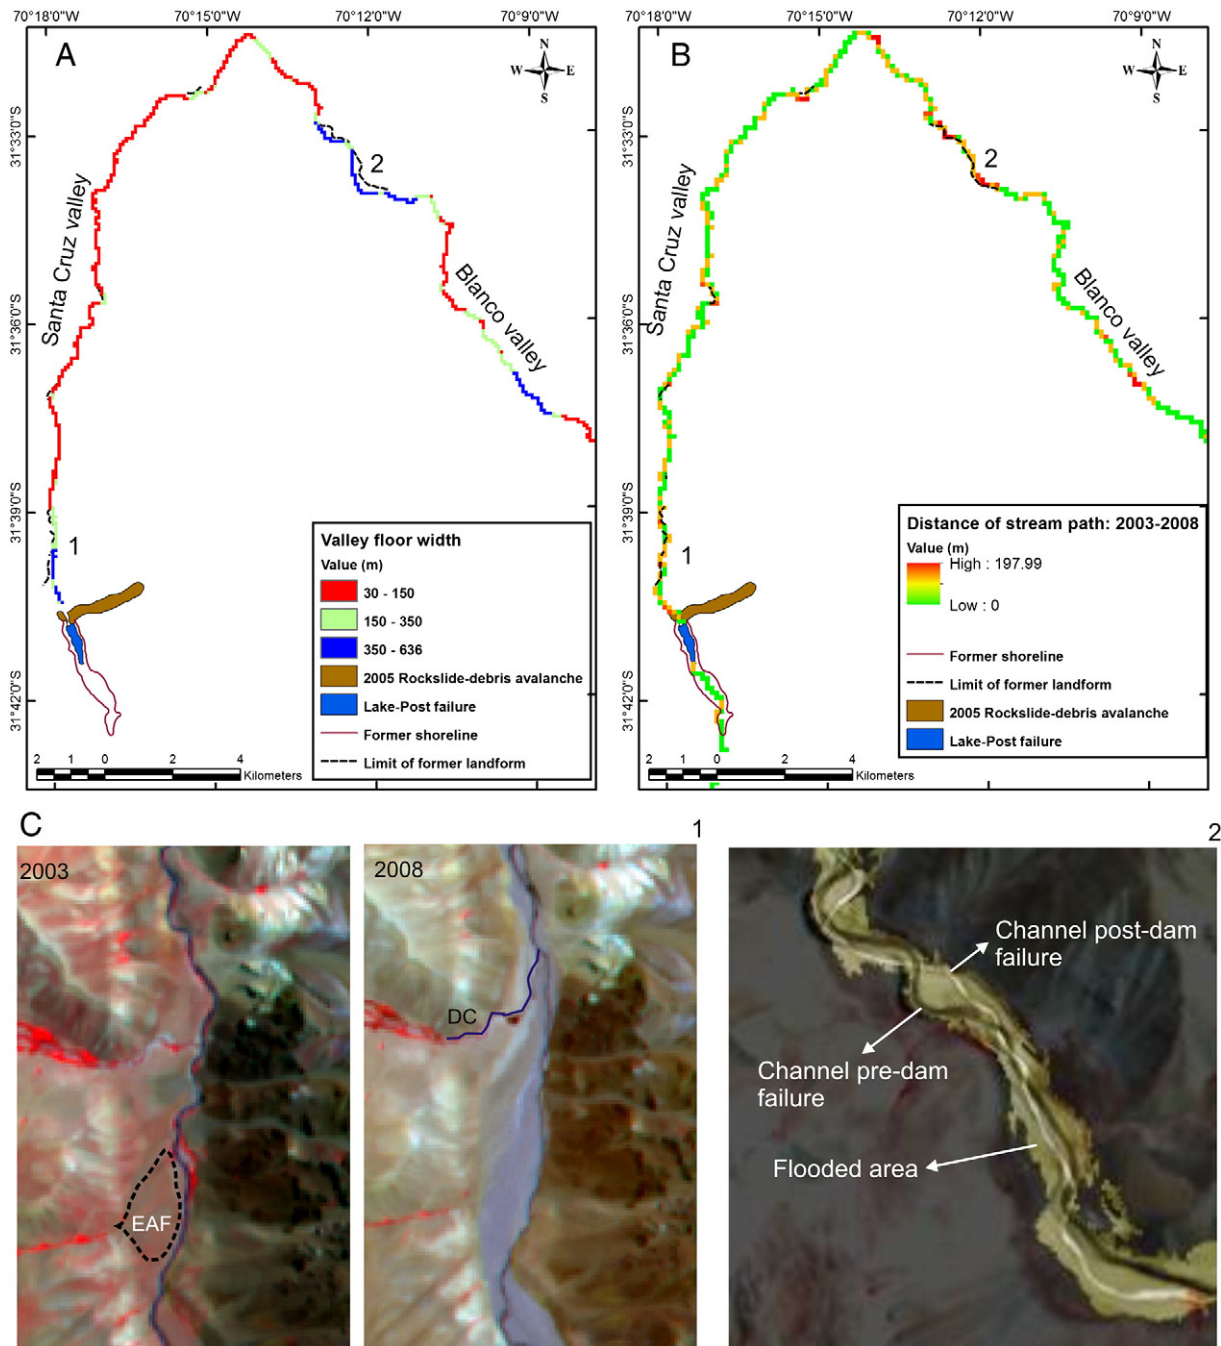 70°18'0"W
70°15'0"W
70°12'0"W
70°9'0"W
A
N
W
E
S
31°33'0"S
31°36'0"S
31°39'0"S
31°42'0"S
Santa Cruz valley
2
Blanco valley
1
Valley floor width
Value (m)
30 - 150
150 - 350
350 - 636
2005 Rockslide-debris avalanche
Lake-Post failure
Former shoreline
Limit of former landform
2 1 0 2 4
Kilometers
70°18'0"W
70°15'0"W
70°12'0"W
70°9'0"W
B
N
W
E
S
31°33'0"S
31°36'0"S
31°39'0"S
31°42'0"S
Santa Cruz valley
2
Blanco valley
1
Distance of stream path: 2003-2008
Value (m)
High : 197.99
Low : 0
Former shoreline
Limit of former landform
2005 Rockslide-debris avalanche
Lake-Post failure
2 1 0 2 4
Kilometers
C
1
2
2003
EAF
2008
DC
Channel post-dam
failure
Channel pre-dam
failure
Flooded area